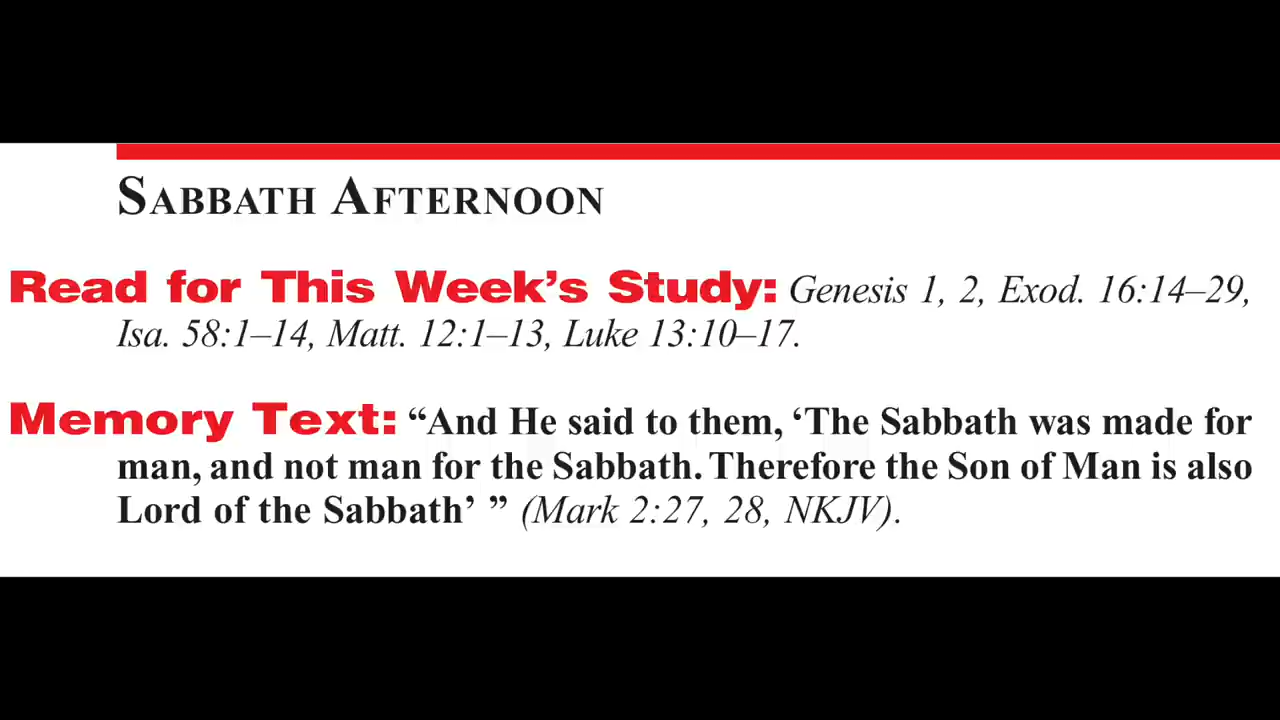 SABBATH AFTERNOON
Read for This Week’s Study: Genesis 1, 2, Exod. 16:14–29,
Isa. 58:1–14, Matt. 12:1–13, Luke 13:10–17.
Memory Text: “And He said to them, ‘The Sabbath was made for
man, and not man for the Sabbath. Therefore the Son of Man is also
Lord of the Sabbath’ ” (Mark 2:27, 28, NKJV).